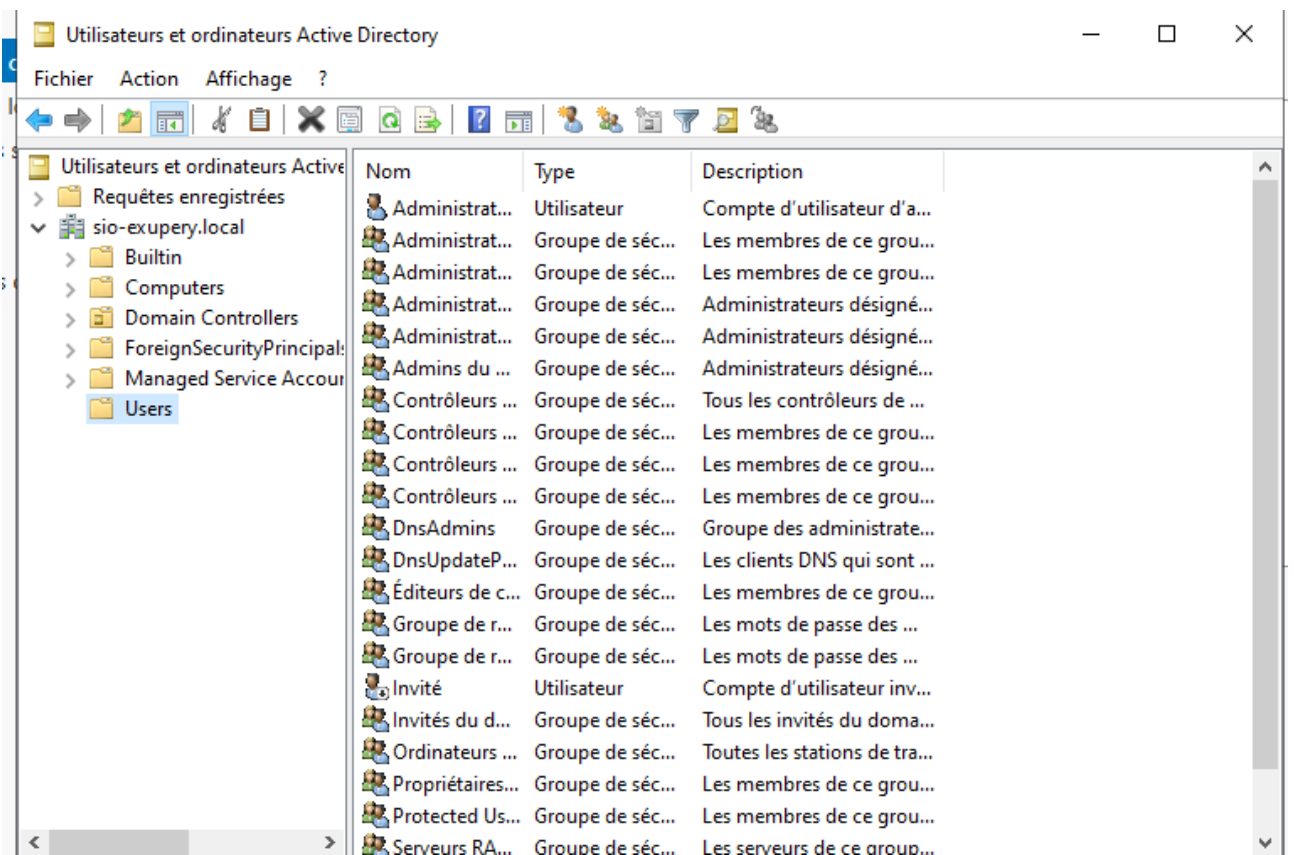 Utilisateurs et ordinateurs Active Directory
Fichier Action Affichage ?
Utilisateurs et ordinateurs Active
Requêtes enregistrées
sio-exupery.local
Builtin
Computers
Domain Controllers
ForeignSecurityPrincipals
Managed Service Accour
Users
Nom Type Description
Administrat... Utilisateur Compte d'utilisateur d'a...
Administrat... Groupe de séc... Les membres de ce grou...
Administrat... Groupe de séc... Les membres de ce grou...
Administrat... Groupe de séc... Administrateurs désigné...
Administrat... Groupe de séc... Administrateurs désigné...
Admins du ... Groupe de séc... Administrateurs désigné...
Contrôleurs ... Groupe de séc... Tous les contrôleurs de ...
Contrôleurs ... Groupe de séc... Les membres de ce grou...
Contrôleurs ... Groupe de séc... Les membres de ce grou...
Contrôleurs ... Groupe de séc... Les membres de ce grou...
DnsAdmins Groupe de séc... Groupe des administrate...
DnsUpdateP... Groupe de séc... Les clients DNS qui sont ...
Éditeurs de c... Groupe de séc... Les membres de ce grou...
Groupe de r... Groupe de séc... Les mots de passe des ...
Groupe de r... Groupe de séc... Les mots de passe des ...
Invité Utilisateur Compte d'utilisateur inv...
Invités du d... Groupe de séc... Tous les invités du doma...
Ordinateurs ... Groupe de séc... Toutes les stations de tra...
Propriétaires... Groupe de séc... Les membres de ce grou...
Protected Us... Groupe de séc... Les membres de ce grou...
Serveurs RA... Groupe de séc... Les serveurs de ce group...